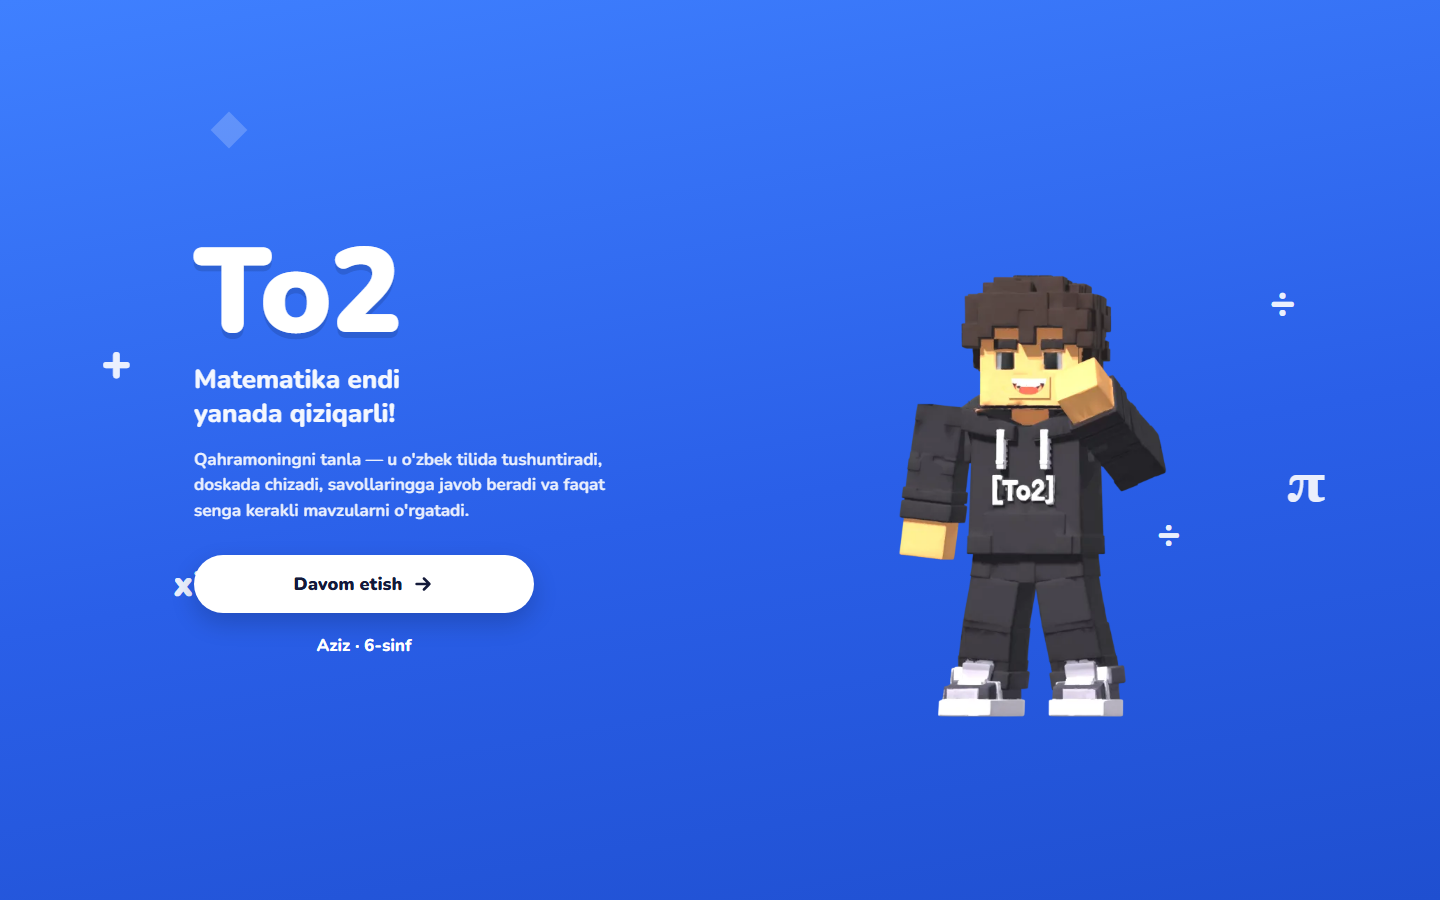 To2
Matematika endi
yanada qiziqarli!
Qahramoningni tanla — u o'zbek tilida tushuntiradi,
doskada chizadi, savollaringga javob beradi va faqat
senga kerakli mavzularni o'rgatadi.
Davom etish →
Aziz · 6-sinf
[To2]
+
x
÷
π
÷